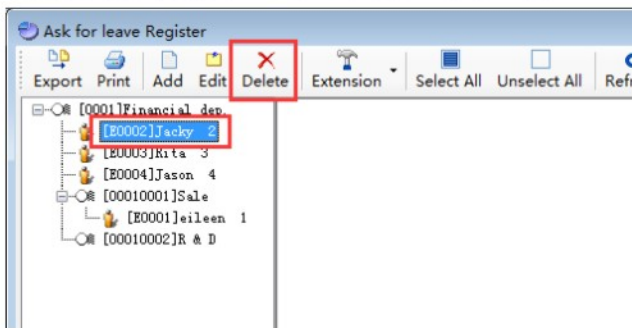 Ask for leave Register
Export Print Add Edit Delete Extension Select All Unselect All Refr
[0001]Financial dep.
[E0002]Jacky 2
[E0003]Rita 3
[E0004]Jason 4
[00010001]Sale
[E0001]eileen 1
[00010002]R & D